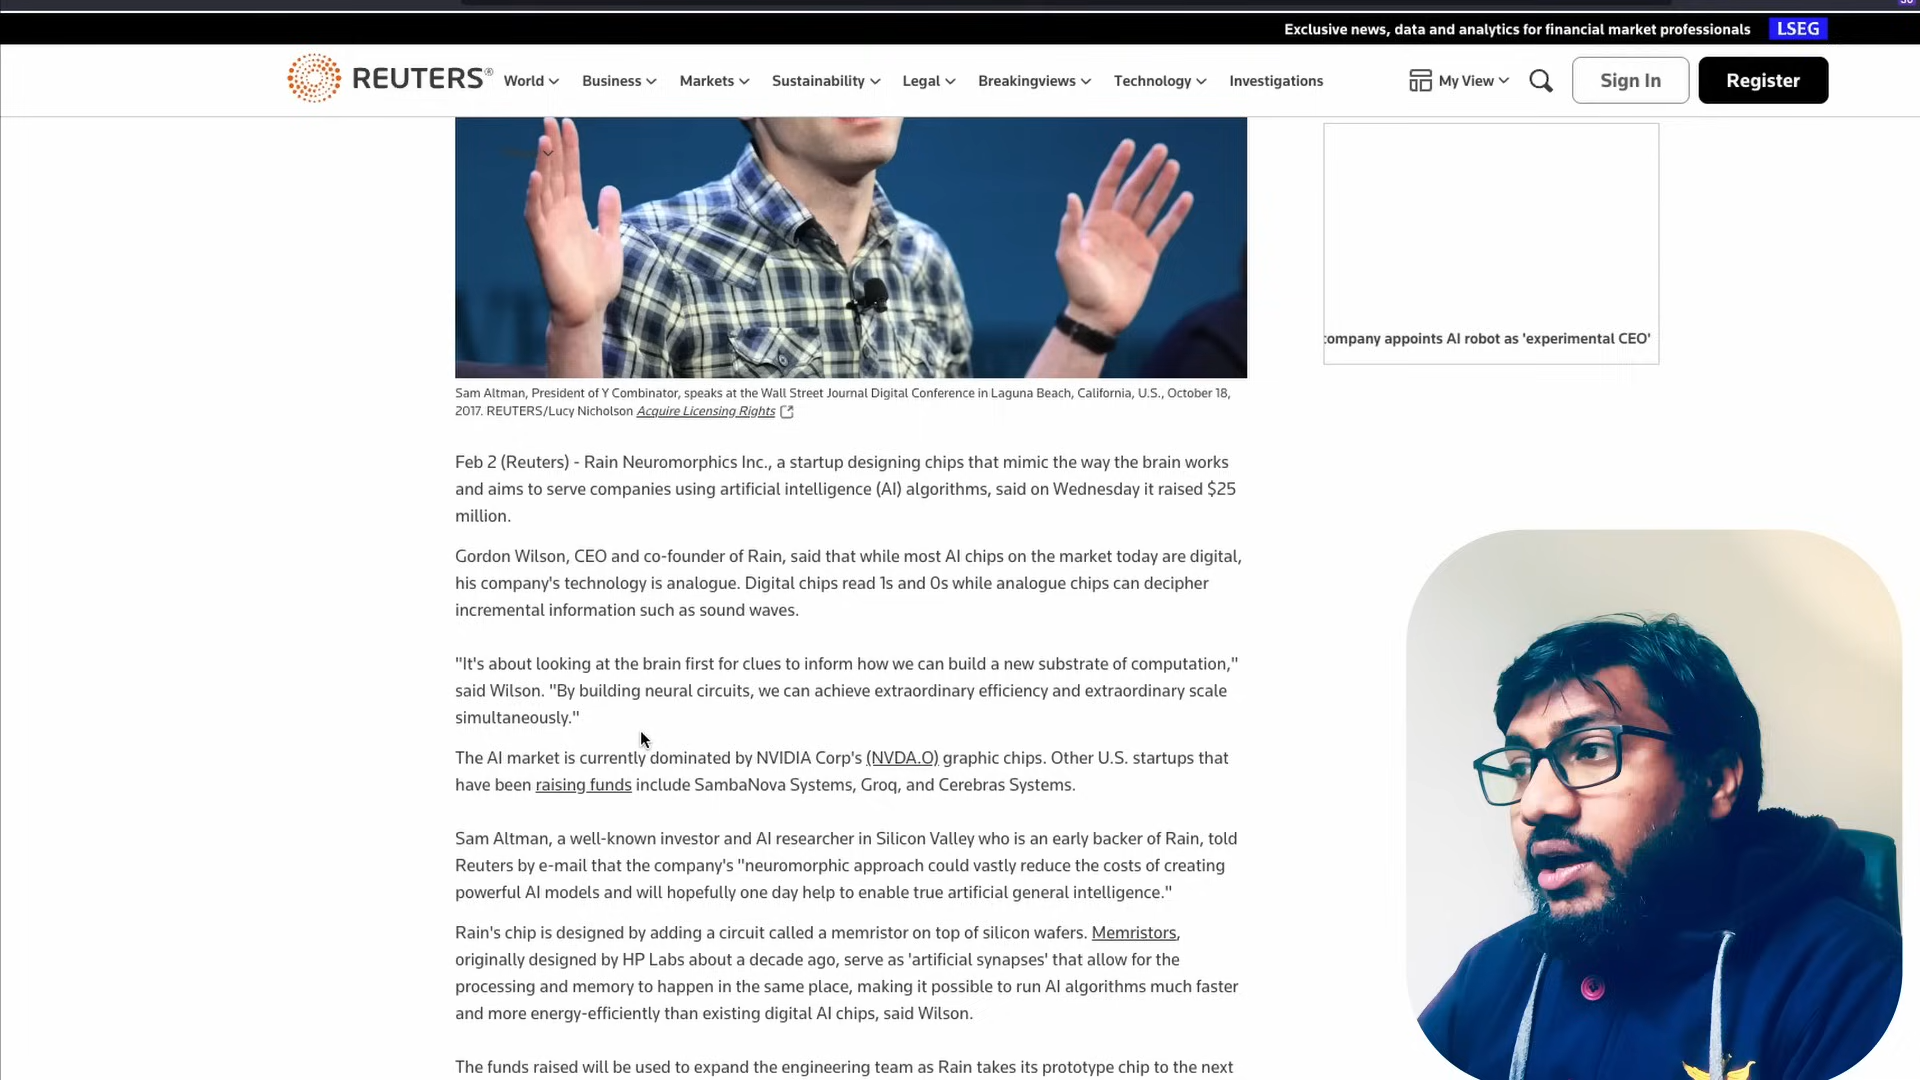 Exclusive news, data and analytics for financial market professionals LSEG
REUTERS® World Business Markets Sustainability Legal Breakingviews Technology Investigations My View Sign In Register
company appoints AI robot as 'experimental CEO'
Sam Altman, President of Y Combinator, speaks at the Wall Street Journal Digital Conference in Laguna Beach, California, U.S., October 18,
2017. REUTERS/Lucy Nicholson Acquire Licensing Rights
Feb 2 (Reuters) - Rain Neuromorphics Inc., a startup designing chips that mimic the way the brain works
and aims to serve companies using artificial intelligence (AI) algorithms, said on Wednesday it raised $25
million.
Gordon Wilson, CEO and co-founder of Rain, said that while most AI chips on the market today are digital,
his company's technology is analogue. Digital chips read 1s and 0s while analogue chips can decipher
incremental information such as sound waves.
"It's about looking at the brain first for clues to inform how we can build a new substrate of computation,"
said Wilson. "By building neural circuits, we can achieve extraordinary efficiency and extraordinary scale
simultaneously."
The AI market is currently dominated by NVIDIA Corp's (NVDA.O) graphic chips. Other U.S. startups that
have been raising funds include SambaNova Systems, Groq, and Cerebras Systems.
Sam Altman, a well-known investor and AI researcher in Silicon Valley who is an early backer of Rain, told
Reuters by e-mail that the company's "neuromorphic approach could vastly reduce the costs of creating
powerful AI models and will hopefully one day help to enable true artificial general intelligence."
Rain's chip is designed by adding a circuit called a memristor on top of silicon wafers. Memristors,
originally designed by HP Labs about a decade ago, serve as 'artificial synapses' that allow for the
processing and memory to happen in the same place, making it possible to run AI algorithms much faster
and more energy-efficiently than existing digital AI chips, said Wilson.
The funds raised will be used to expand the engineering team as Rain takes its prototype chip to the next